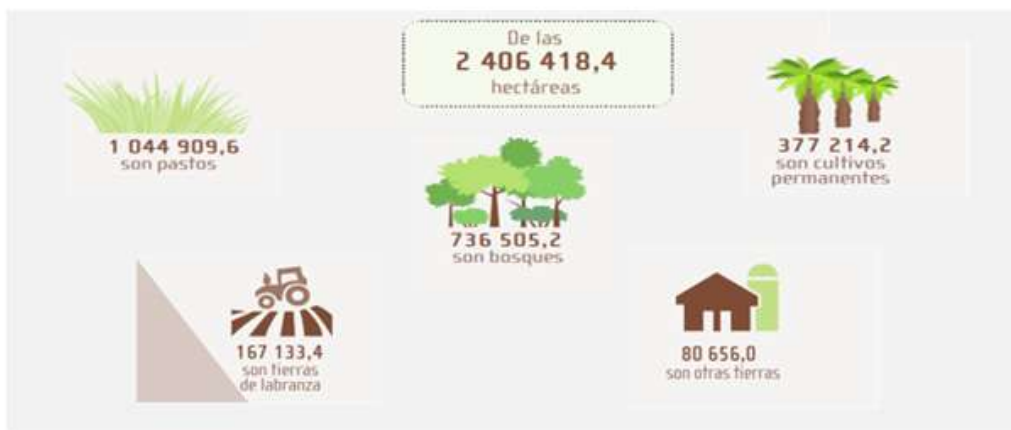 De las
2 406 418,4
hectáreas
1 044 909,6
son pastos
377 214,2
son cultivos
permanentes
736 505,2
son bosques
167 133,4
son tierras
de labranza
80 656,0
son otras tierras